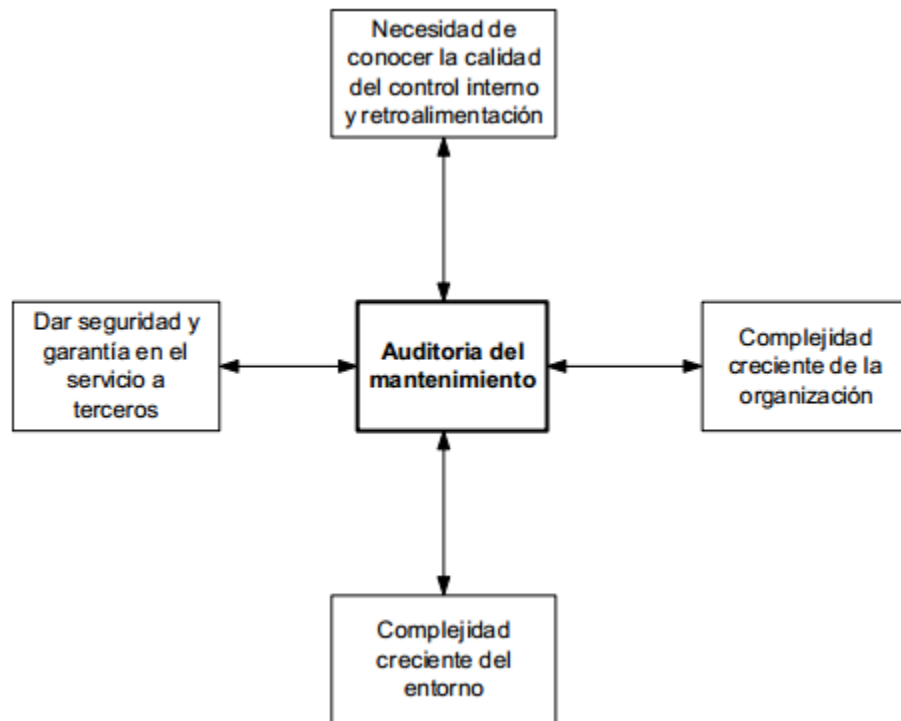 Necesidad de
conocer la calidad
del control interno
y retroalimentación
Dar seguridad y
garantía en el
servicio a
terceros
Auditoria del
mantenimiento
Complejidad
creciente de la
organización
Complejidad
creciente del
entorno